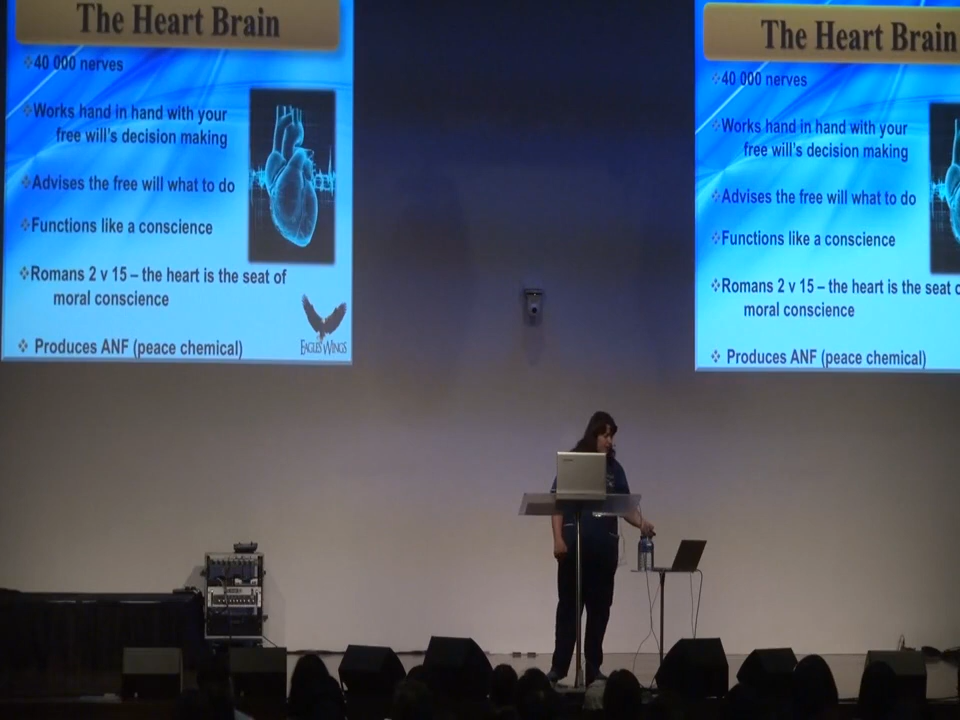 The Heart Brain
❖40 000 nerves
❖Works hand in hand with your
free will's decision making
❖Advises the free will what to do
❖Functions like a conscience
❖Romans 2 v 15 – the heart is the seat of
moral conscience
❖ Produces ANF (peace chemical)
EAGLES WINGS
The Heart Brain
❖40 000 nerves
❖Works hand in hand with your
free will's decision making
❖Advises the free will what to do
❖Functions like a conscience
❖Romans 2 v 15 – the heart is the seat
moral conscience
❖ Produces ANF (peace chemical)